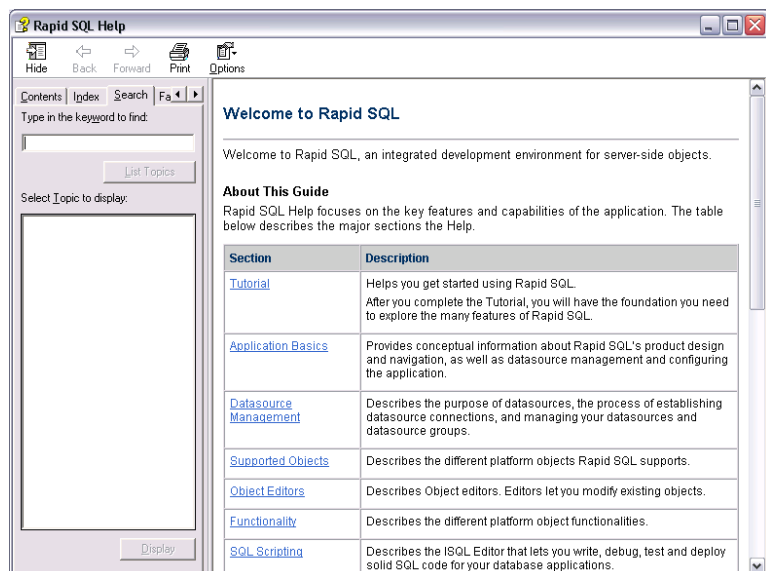 Rapid SQL Help
Hide Back Forward Print Options
Contents Index Search Fa
Type in the keyword to find:
List Topics
Select Topic to display:
Display
Welcome to Rapid SQL
Welcome to Rapid SQL, an integrated development environment for server-side objects.
About This Guide
Rapid SQL Help focuses on the key features and capabilities of the application. The table
below describes the major sections the Help.
Section Description
Tutorial Helps you get started using Rapid SQL.
After you complete the Tutorial, you will have the foundation you need
to explore the many features of Rapid SQL.
Application Basics Provides conceptual information about Rapid SQL's product design
and navigation, as well as datasource management and configuring
the application.
Datasource Describes the purpose of datasources, the process of establishing
Management datasource connections, and managing your datasources and
datasource groups.
Supported Objects Describes the different platform objects Rapid SQL supports.
Object Editors Describes Object editors. Editors let you modify existing objects.
Functionality Describes the different platform object functionalities.
SQL Scripting Describes the ISQL Editor that lets you write, debug, test and deploy
solid SQL code for your database applications.